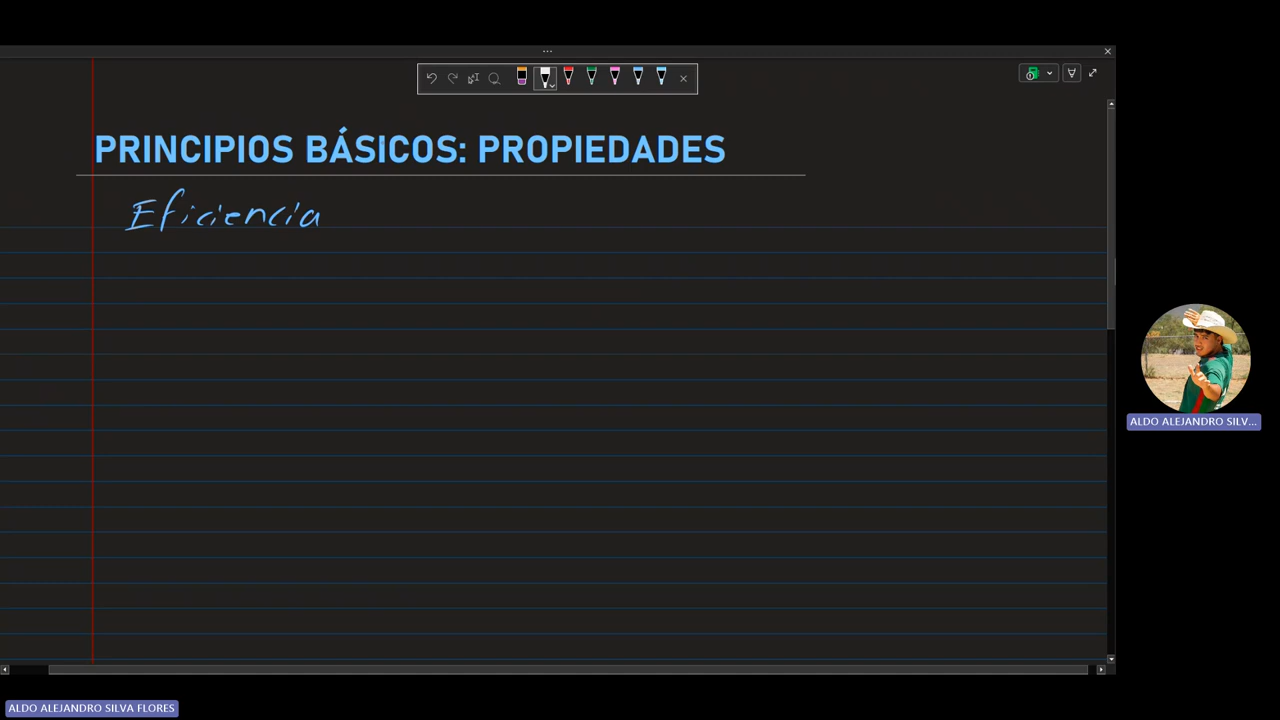 PRINCIPIOS BÁSICOS: PROPIEDADES
Eficiencia
ALDO ALEJANDRO SILV...
ALDO ALEJANDRO SILVA FLORES